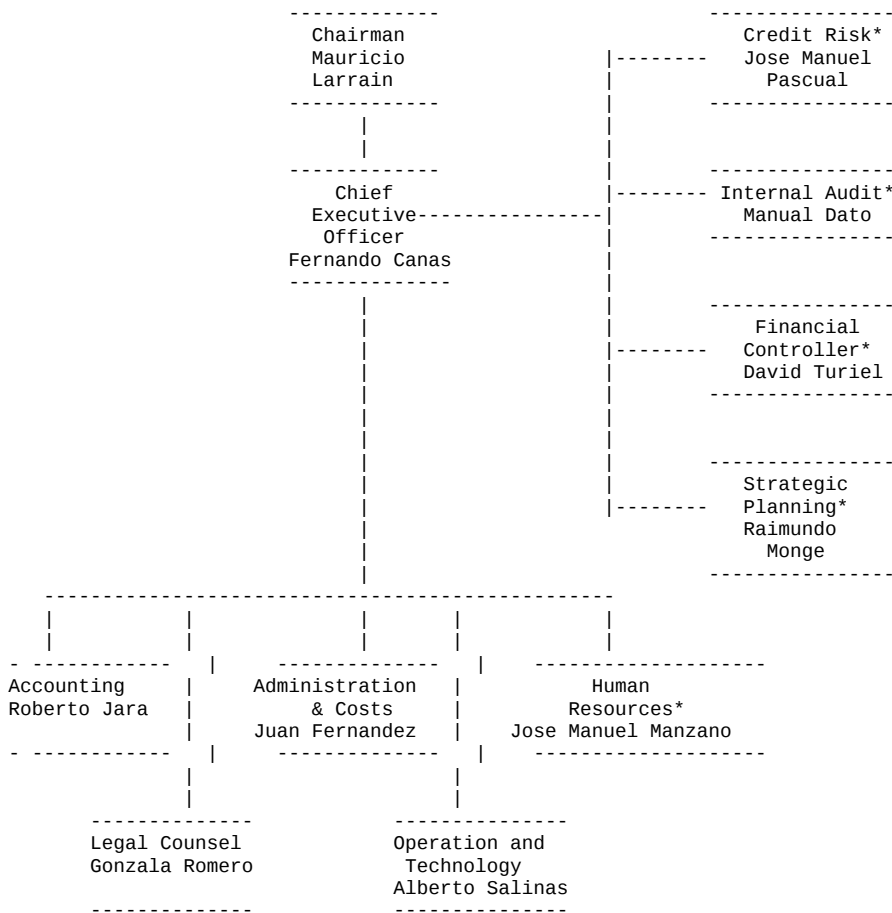 Chairman
Mauricio
Larrain
Credit Risk*
Jose Manuel
Pascual
Chief
Executive
Officer
Fernando Canas
Internal Audit*
Manual Dato
Financial
Controller*
David Turiel
Strategic
Planning*
Raimundo
Monge
Accounting
Roberto Jara
Administration
& Costs
Juan Fernandez
Human
Resources*
Jose Manuel Manzano
Legal Counsel
Gonzala Romero
Operation and
Technology
Alberto Salinas